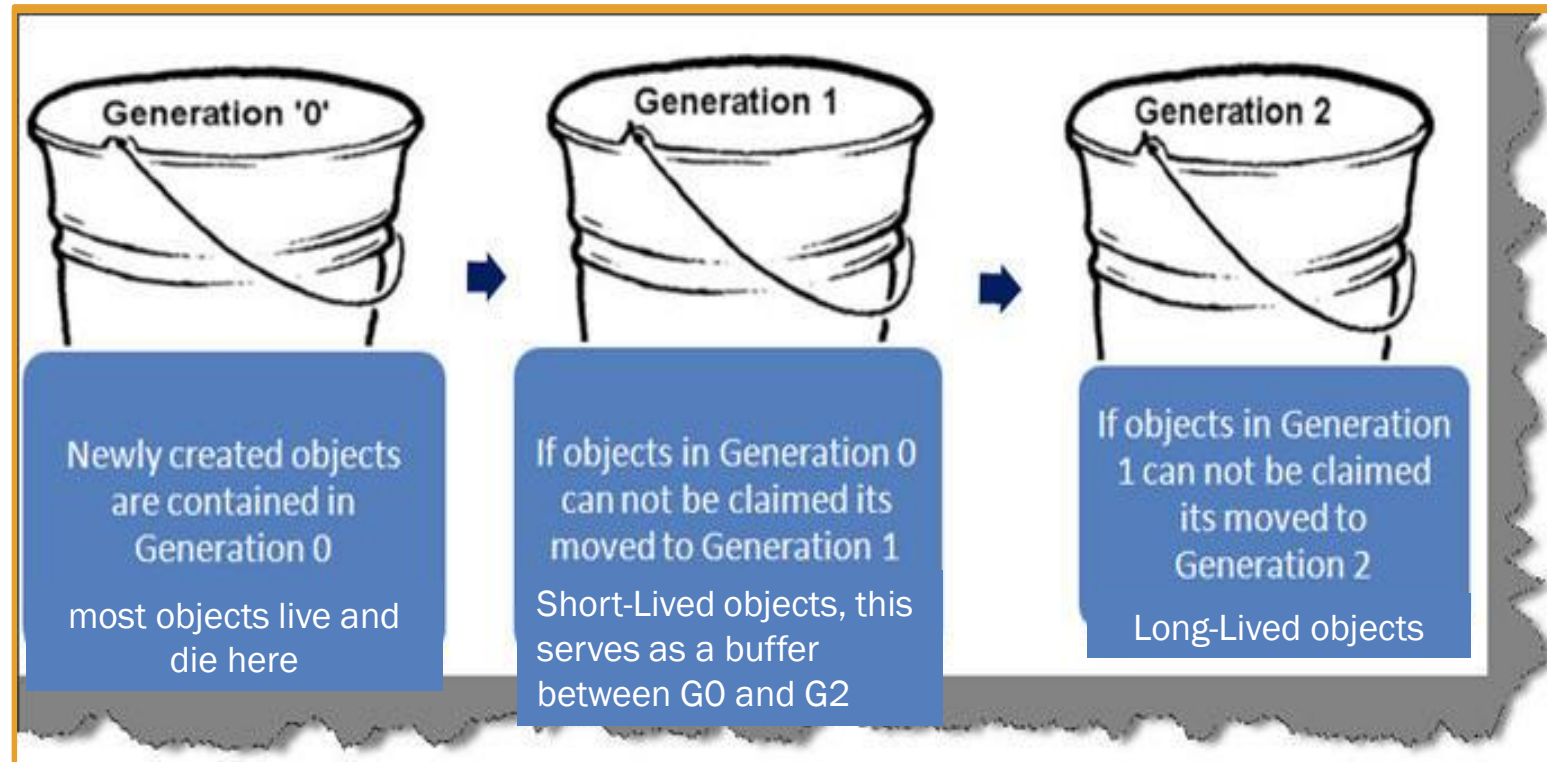 Generation '0'
Newly created objects
are contained in
Generation 0
most objects live and
die here
Generation 1
If objects in Generation 0
can not be claimed its
moved to Generation 1
Short-Lived objects, this
serves as a buffer
between G0 and G2
Generation 2
If objects in Generation
1 can not be claimed
its moved to
Generation 2
Long-Lived objects